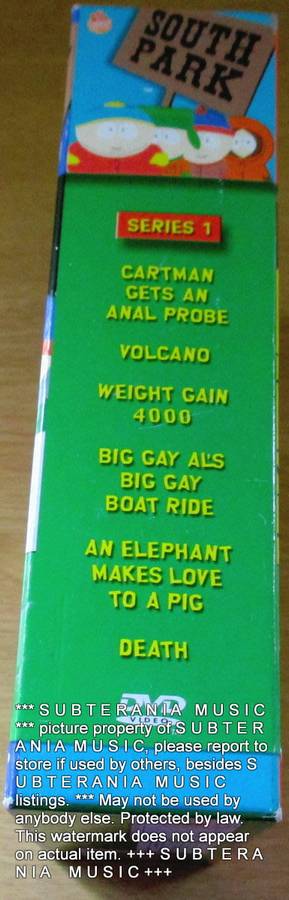 SOUTH
PARK
SERIES 1
CARTMAN
GETS AN
ANAL PROBE
VOLCANO
WEIGHT GAIN
4000
BIG GAY AL'S
BIG GAY
BOAT RIDE
AN ELEPHANT
MAKES LOVE
TO A PIG
DEATH
DVD
VIDEO
*** S U B T E R A N I A M U S I C
*** picture property of S U B T E R
A N I A M U S I C, please report to
store if used by others, besides S
U B T E R A N I A M U S I C
listings. *** May not be used by
anybody else. Protected by law.
This watermark does not appear
on actual item. +++ S U B T E R A
N I A M U S I C +++